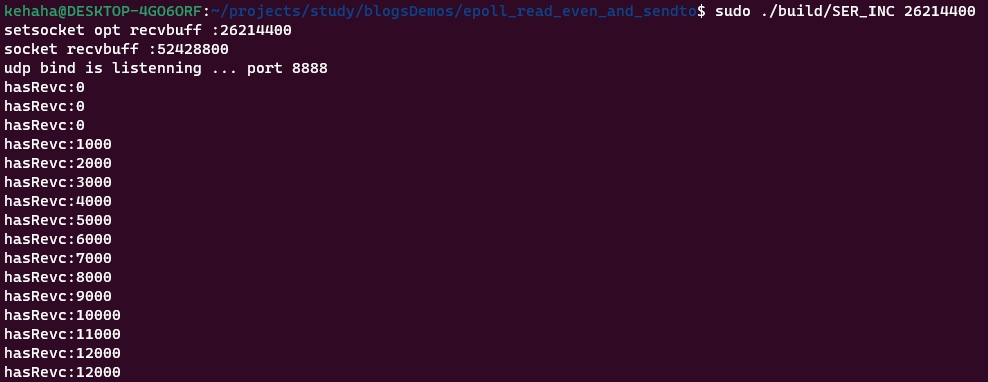 kehaha@DESKTOP-4GO6ORF:~/projects/study/blogsDemos/epoll_read_even_and_sendto$ sudo ./build/SER_INC 26214400
setsocket opt recvbuff :26214400
socket recvbuff :52428800
udp bind is listenning ... port 8888
hasRevc:0
hasRevc:0
hasRevc:0
hasRevc:1000
hasRevc:2000
hasRevc:3000
hasRevc:4000
hasRevc:5000
hasRevc:6000
hasRevc:7000
hasRevc:8000
hasRevc:9000
hasRevc:10000
hasRevc:11000
hasRevc:12000
hasRevc:12000